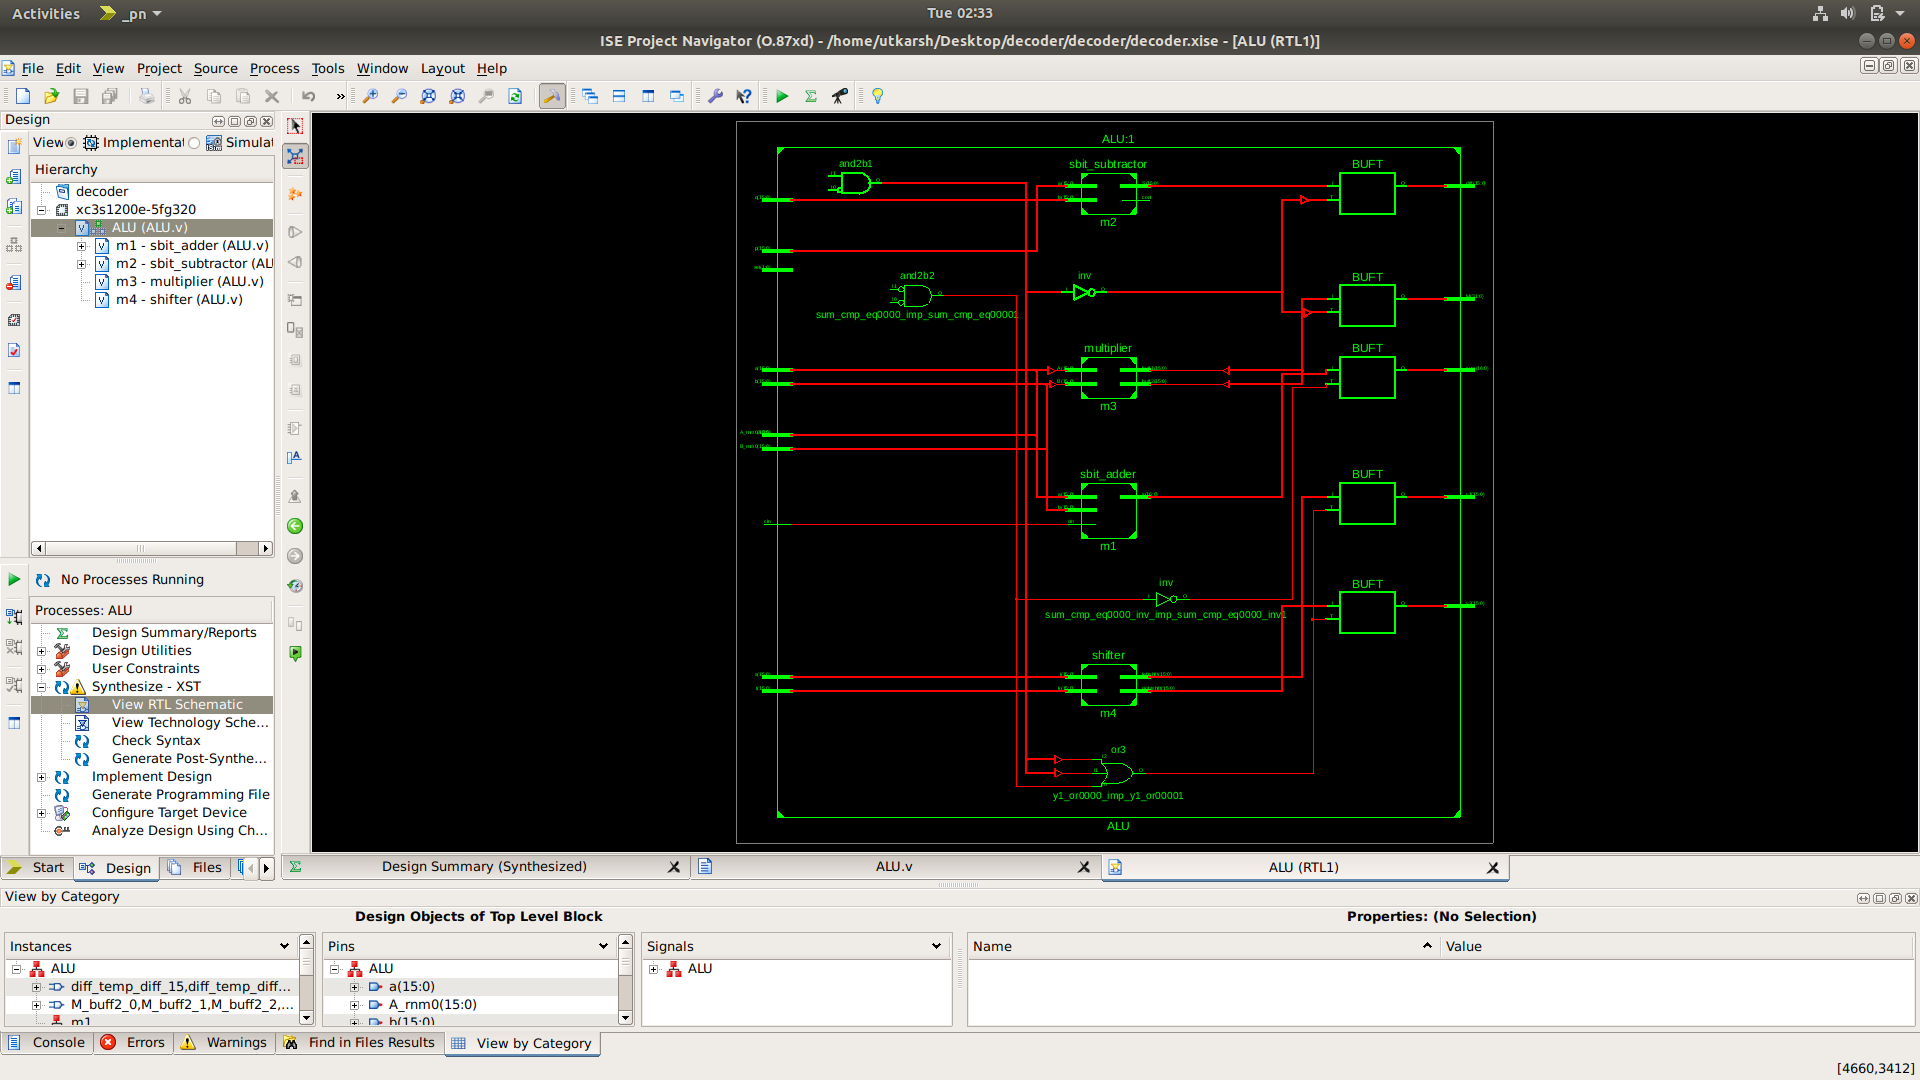 Activities _pn Tue 02:33
ISE Project Navigator (O.87xd) - /home/utkarsh/Desktop/decoder/decoder/decoder.xise - [ALU (RTL1)]
File Edit View Project Source Process Tools Window Layout Help
Design
View Implementat Simulat
Hierarchy
decoder
xc3s1200e-5fg320
ALU (ALU.v)
m1 - sbit_adder (ALU.v)
m2 - sbit_subtractor (ALU
m3 - multiplier (ALU.v)
m4 - shifter (ALU.v)
No Processes Running
Processes: ALU
Design Summary/Reports
Design Utilities
User Constraints
Synthesize - XST
View RTL Schematic
View Technology Sche...
Check Syntax
Generate Post-Synthe...
Implement Design
Generate Programming File
Configure Target Device
Analyze Design Using Ch...
Start Design Files
ALU:1
and2b1 sbit_subtractor BUFT
m2
and2b2 inv BUFT
sum_cmp_eq0000_imp_sum_cmp_eq00001
multiplier BUFT
m3
sbit_adder BUFT
m1
inv BUFT
sum_cmp_eq0000_inv_imp_sum_cmp_eq0000_inv1
shifter
m4
or3
y1_or0000_imp_y1_or00001
ALU
Design Summary (Synthesized) ALU.v ALU (RTL1)
View by Category
Design Objects of Top Level Block Properties: (No Selection)
Instances Pins Signals Name Value
ALU ALU ALU
diff_temp_diff_15,diff_temp_diff... a(15:0)
M_buff2_0,M_buff2_1,M_buff2_2,... A_rnm0(15:0)
m1 b(15:0)
Console Errors Warnings Find in Files Results View by Category
[4660,3412]